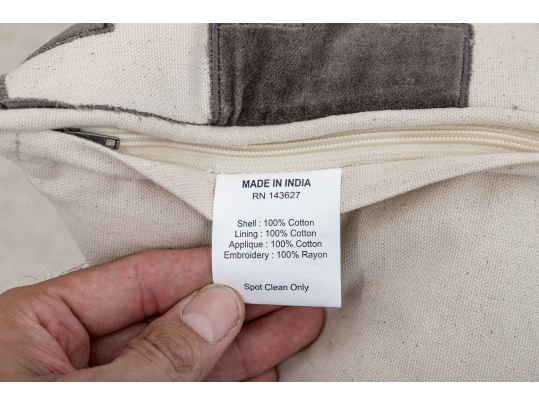 MADE IN INDIA
RN 143627
Shell : 100% Cotton
Lining : 100% Cotton
Applique : 100% Cotton
Embroidery : 100% Rayon
Spot Clean Only